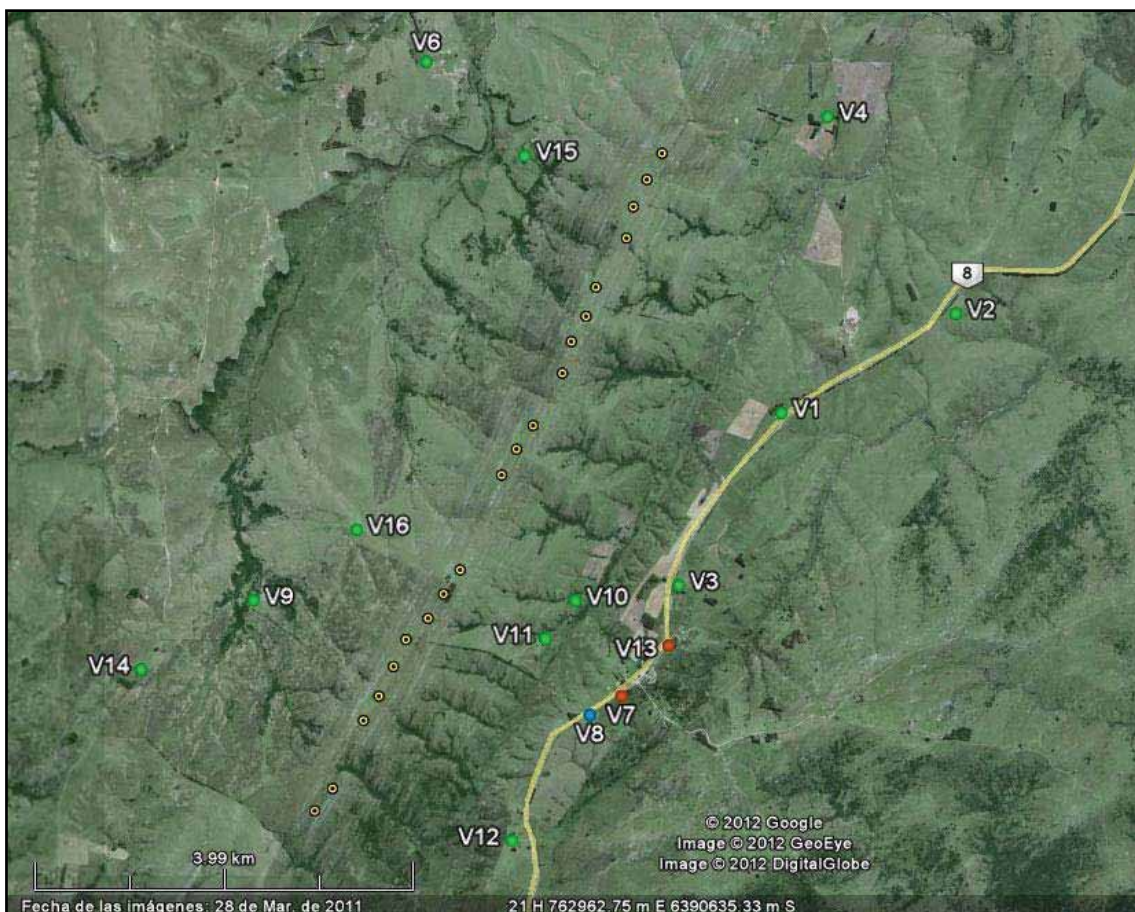 V6
V4
V15
8
V2
V1
V16
V9
V10
V3
V11
V13
V14
V7
V8
V12
© 2012 Google
Image © 2012 GeoEye
Image © 2012 DigitalGlobe
3.99 km
Fecha de las imágenes: 28 de Mar. de 2011 21 H 762962.75 m E 6390635.33 m S